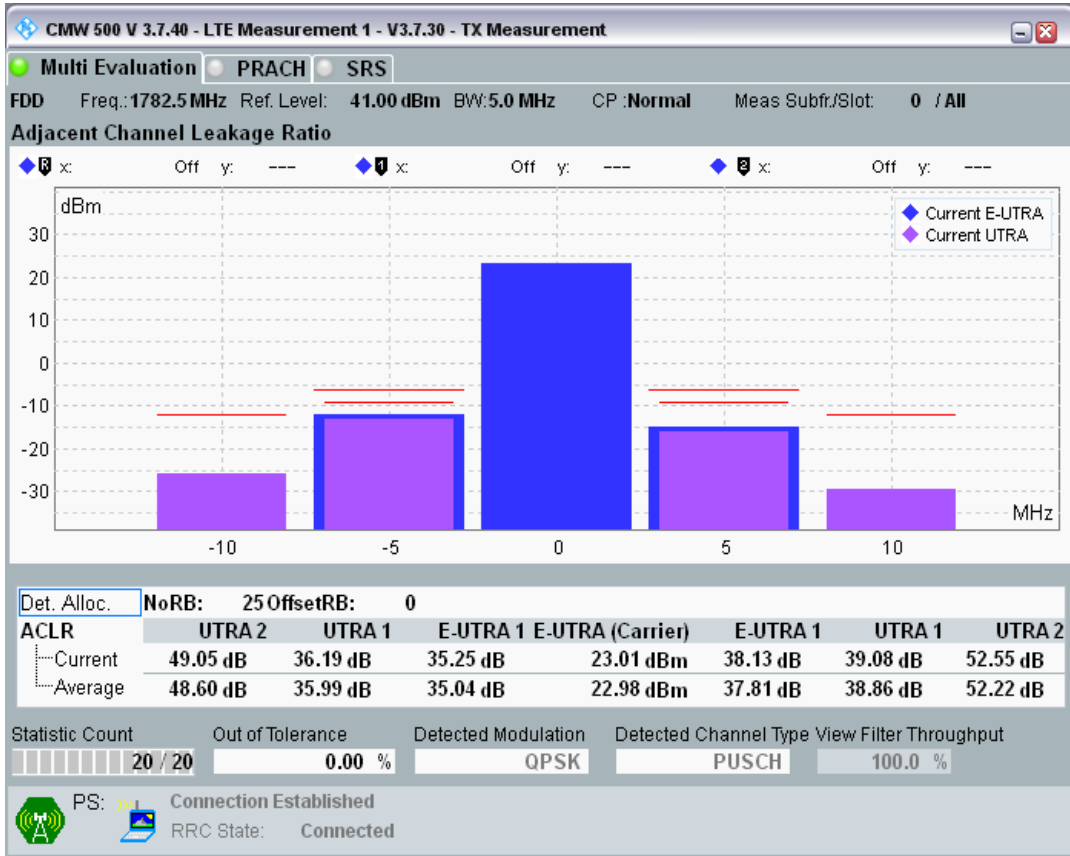 CMW 500 V 3.7.40 - LTE Measurement 1 - V3.7.30 - TX Measurement
Multi Evaluation PRACH SRS
FDD Freq.:1782.5 MHz Ref. Level: 41.00 dBm BW:5.0 MHz CP :Normal Meas Subfr./Slot: 0 / All
Adjacent Channel Leakage Ratio
R x: Off y: --- 1 x: Off y: --- 2 x: Off y: ---
dBm
Current E-UTRA
Current UTRA
30
20
10
0
-10
-20
-30
MHz
-10 -5 0 5 10
Det. Alloc. NoRB: 25 OffsetRB: 0
ACLR UTRA 2 UTRA 1 E-UTRA 1 E-UTRA (Carrier) E-UTRA 1 UTRA 1 UTRA 2
Current 49.05 dB 36.19 dB 35.25 dB 23.01 dBm 38.13 dB 39.08 dB 52.55 dB
Average 48.60 dB 35.99 dB 35.04 dB 22.98 dBm 37.81 dB 38.86 dB 52.22 dB
Statistic Count Out of Tolerance Detected Modulation Detected Channel Type View Filter Throughput
20 / 20 0.00 % QPSK PUSCH 100.0 %
PS: Connection Established
RRC State: Connected